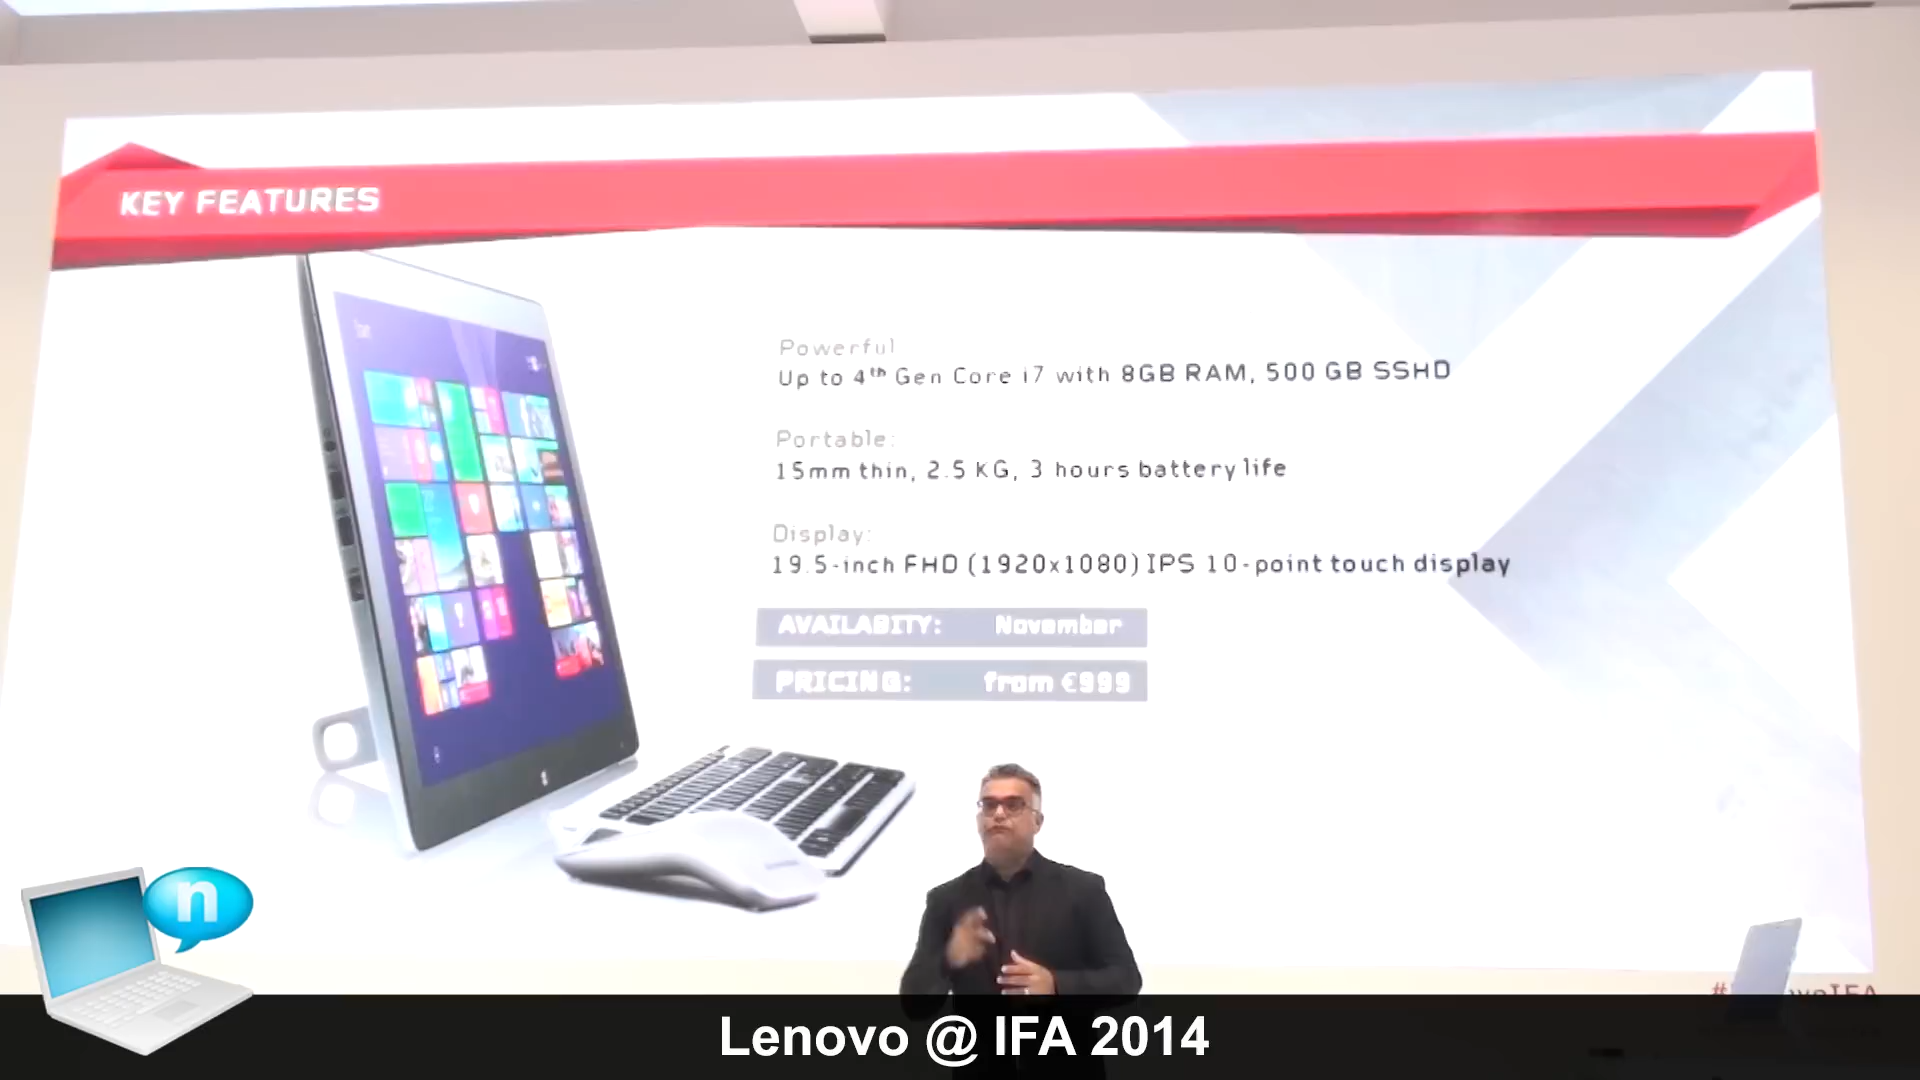 KEY FEATURES
Powerful
Up to 4th Gen Core i7 with 8GB RAM, 500 GB SSHD
Portable:
15mm thin, 2.5 KG, 3 hours battery life
Display:
19.5-inch FHD (1920x1080) IPS 10-point touch display
AVAILABITY: November
PRICING: from €999
n
Lenovo @ IFA 2014